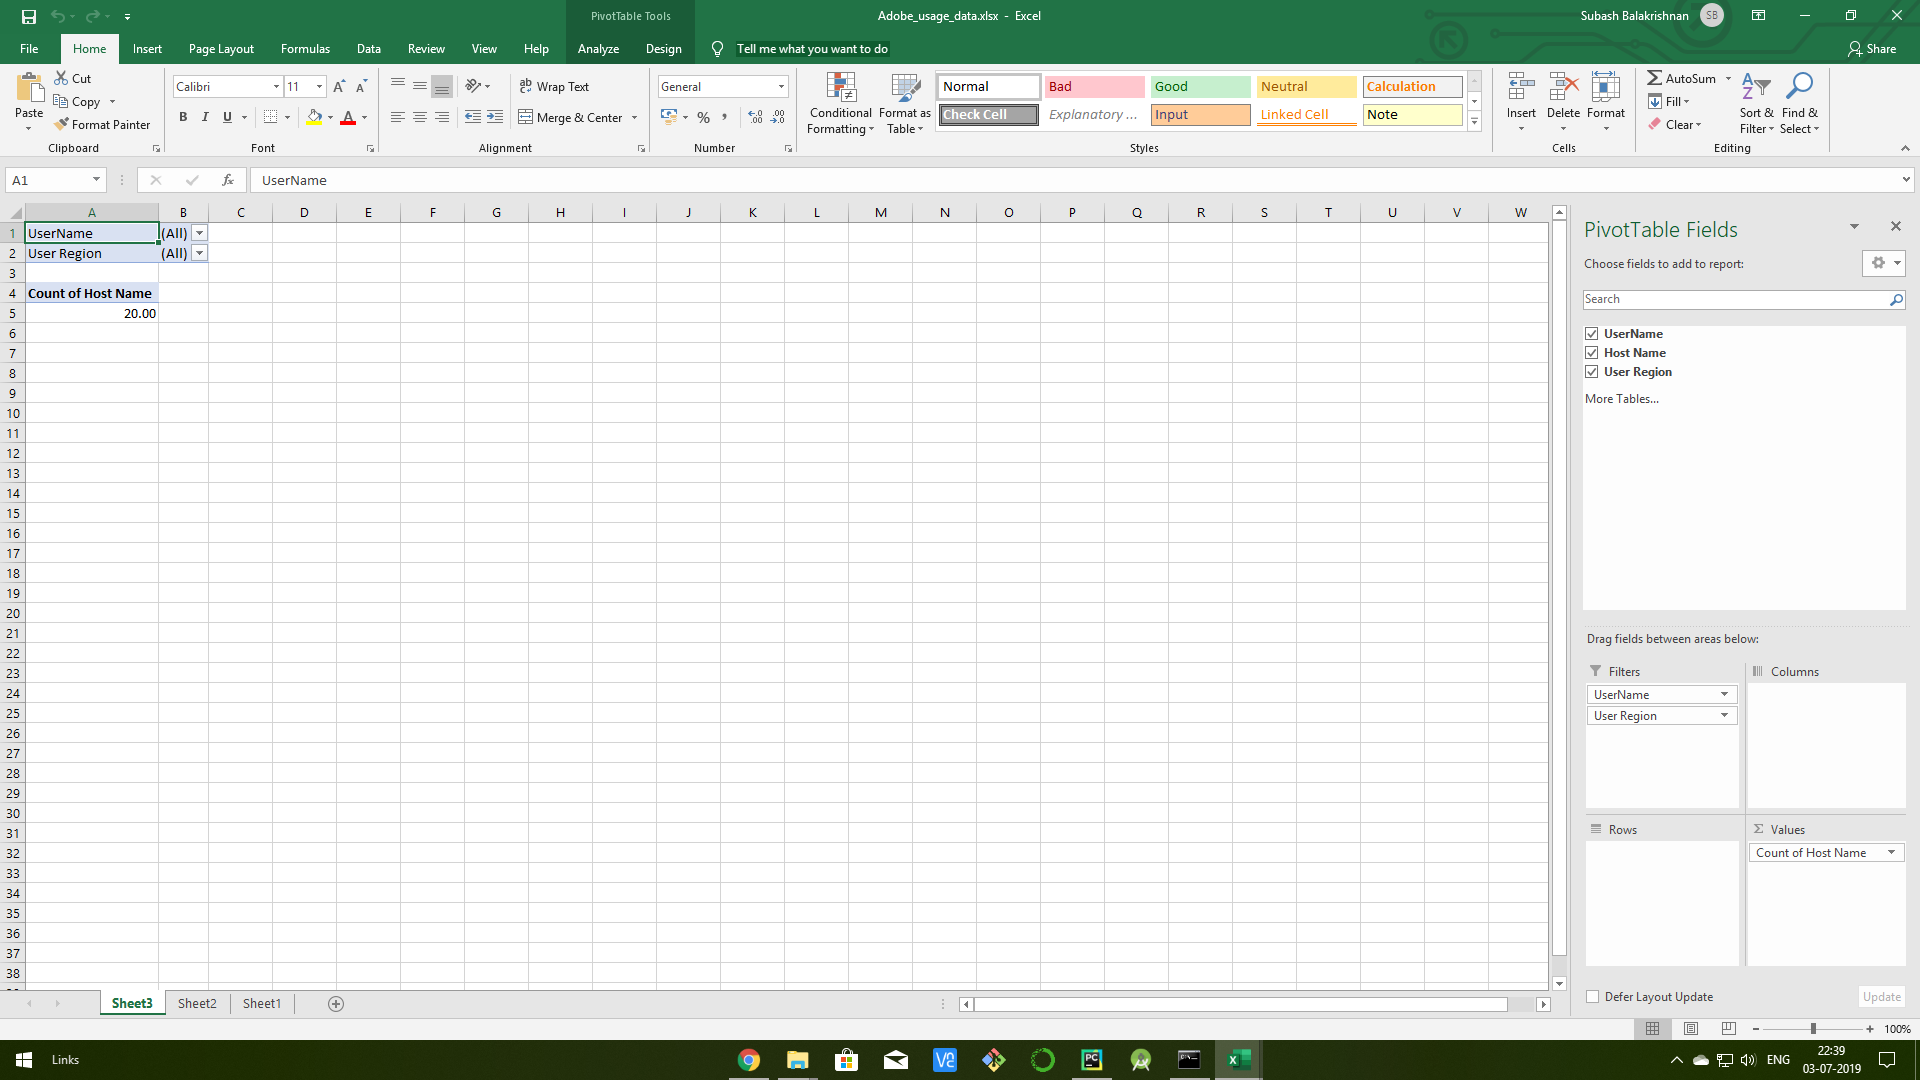 PivotTable Tools
Adobe_usage_data.xlsx - Excel
Subash Balakrishnan
SB
File
Home
Insert
Page Layout
Formulas
Data
Review
View
Help
Analyze
Design
Tell me what you want to do
Share
Paste
Cut
Copy
Format Painter
Clipboard
Calibri
11
B I U
Font
Wrap Text
Merge & Center
Alignment
General
Number
Conditional Formatting
Format as Table
Normal
Bad
Good
Neutral
Calculation
Check Cell
Explanatory ...
Input
Linked Cell
Note
Styles
Insert
Delete
Format
Cells
AutoSum
Fill
Clear
Sort & Filter
Find & Select
Editing
A1
fx
UserName
A B C D E F G H I J K L M N O P Q R S T U V W
1 UserName (All)
2 User Region (All)
3
4 Count of Host Name
5 20.00
6
7
8
9
10
11
12
13
14
15
16
17
18
19
20
21
22
23
24
25
26
27
28
29
30
31
32
33
34
35
36
37
38
PivotTable Fields
Choose fields to add to report:
Search
UserName
Host Name
User Region
More Tables...
Drag fields between areas below:
Filters
UserName
User Region
Columns
Rows
Values
Count of Host Name
Defer Layout Update
Update
Sheet3
Sheet2
Sheet1
100%
Links
PC
ENG
22:39
03-07-2019